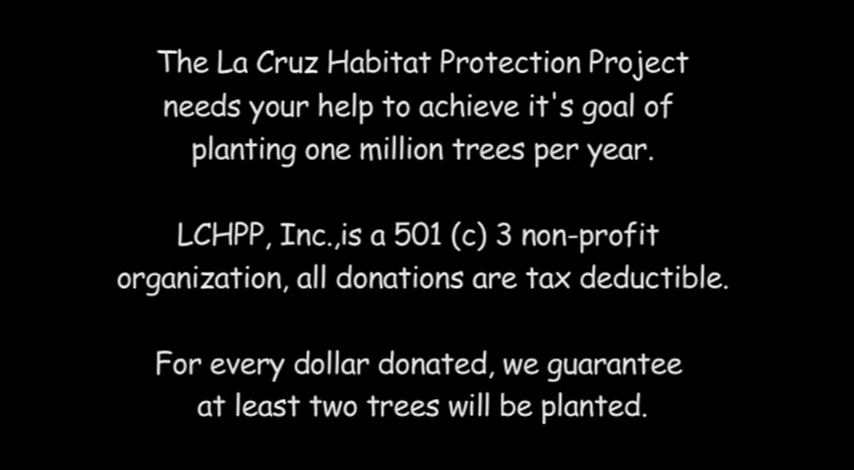 The La Cruz Habitat Protection Project
needs your help to achieve it's goal of
planting one million trees per year.
LCHPP, Inc.,is a 501 (c) 3 non-profit
organization, all donations are tax deductible.
For every dollar donated, we guarantee
at least two trees will be planted.